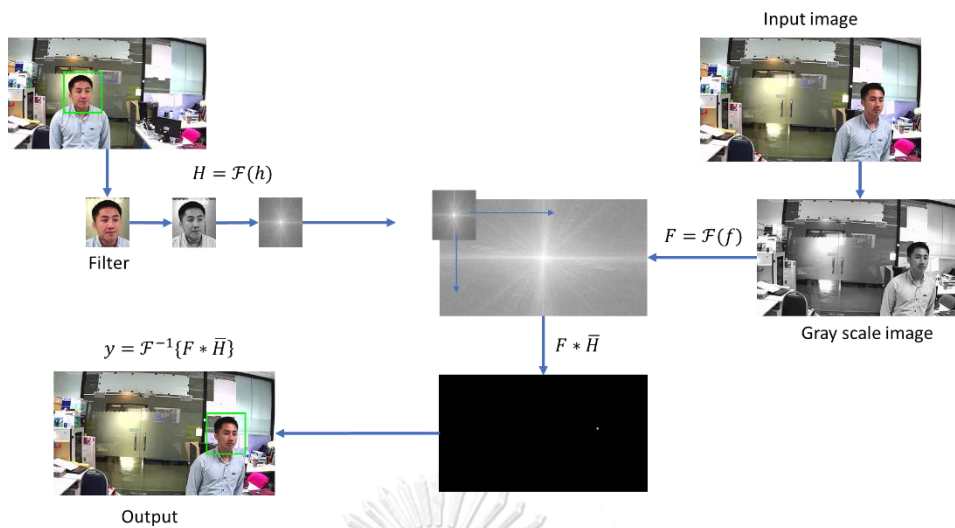 Input image
H = ℱ(h)
Filter
F = ℱ(f)
Gray scale image
F * H̅
y = ℱ⁻¹{F * H̅}
Output